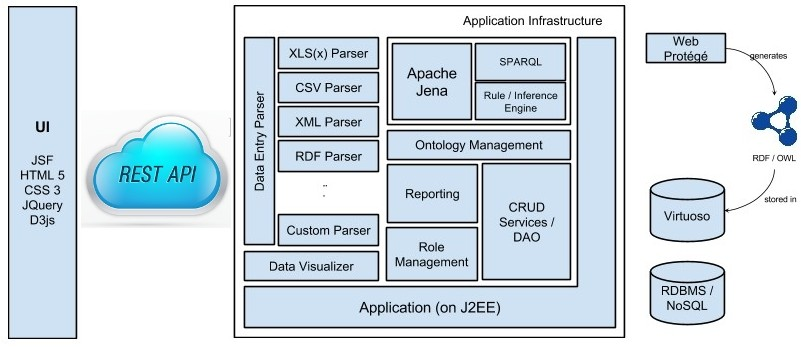 UI
JSF
HTML 5
CSS 3
JQuery
D3js
REST API
Application Infrastructure
Data Entry Parser
XLS(x) Parser
CSV Parser
XML Parser
RDF Parser
..
:
Custom Parser
Data Visualizer
Apache
Jena
SPARQL
Rule / Inference
Engine
Ontology Management
Reporting
Role
Management
CRUD
Services /
DAO
Application (on J2EE)
Web
Protégé
generates
RDF / OWL
stored in
Virtuoso
RDBMS /
NoSQL